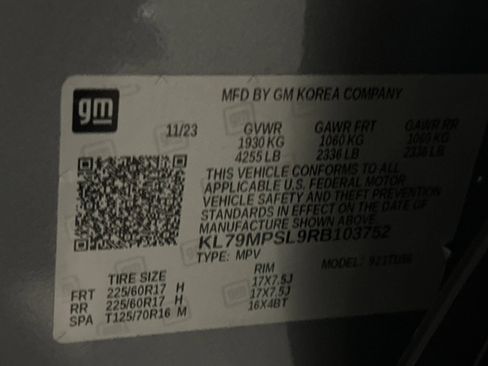 gm
MFD BY GM KOREA COMPANY
11/23 GVWR GAWR FRT GAWR RR
1930 KG 1060 KG 1060 KG
4255 LB 2336 LB 2336 LB
THIS VEHICLE CONFORMS TO ALL
APPLICABLE U.S. FEDERAL MOTOR
VEHICLE SAFETY AND THEFT PREVENTION
STANDARDS IN EFFECT ON THE DATE OF
MANUFACTURE SHOWN ABOVE.
KL79MPSL9RB103752
TYPE: MPV MODEL:
TIRE SIZE RIM
FRT 225/60R17 H 17X7.5J
RR 225/60R17 H 17X7.5J
SPA T125/70R16 M 16X4BT